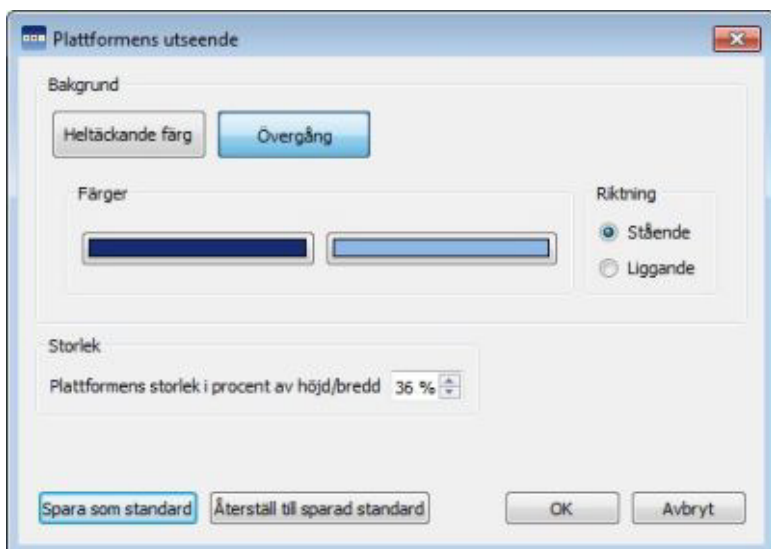 Plattformens utseende
Bakgrund
Heltäckande färg Övergång
Färger Riktning
Stående
Liggande
Storlek
Plattformens storlek i procent av höjd/bredd 36 %
Spara som standard Återställ till sparad standard OK Avbryt